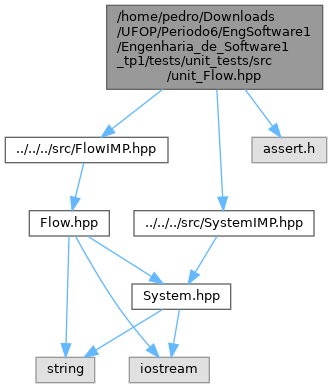 /home/pedro/Downloads
/UFOP/Periodo6/EngSoftware1
/Engenharia_de_Software1
_tp1/tests/unit_tests/src
/unit_Flow.hpp
../../../src/FlowIMP.hpp
assert.h
Flow.hpp
../../../src/SystemIMP.hpp
System.hpp
string
iostream